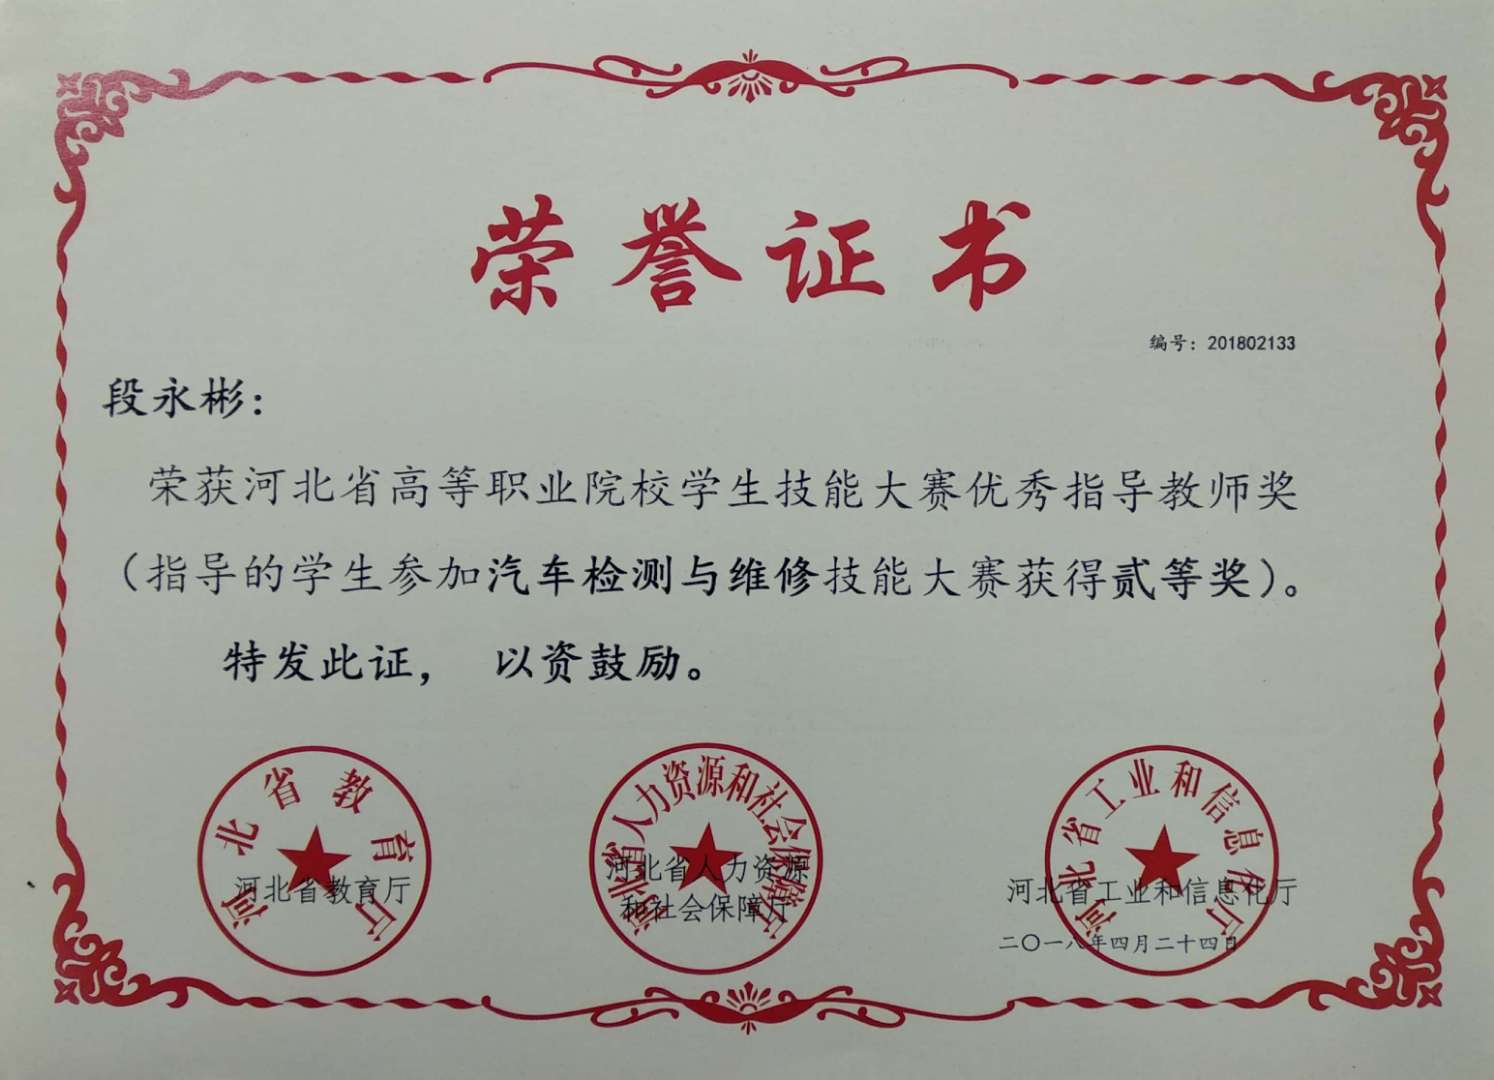 荣誉证书
编号：201802133
段永彬：
荣获河北省高等职业院校学生技能大赛优秀指导教师奖
（指导的学生参加汽车检测与维修技能大赛获得贰等奖）。
特发此证， 以资鼓励。
河北省教育厅
河北省教育厅
河北省人力资源和社会保障厅
河北省人力资源
和社会保障厅
河北省工业和信息化厅
河北省工业和信息化厅
二〇一八年四月二十四日